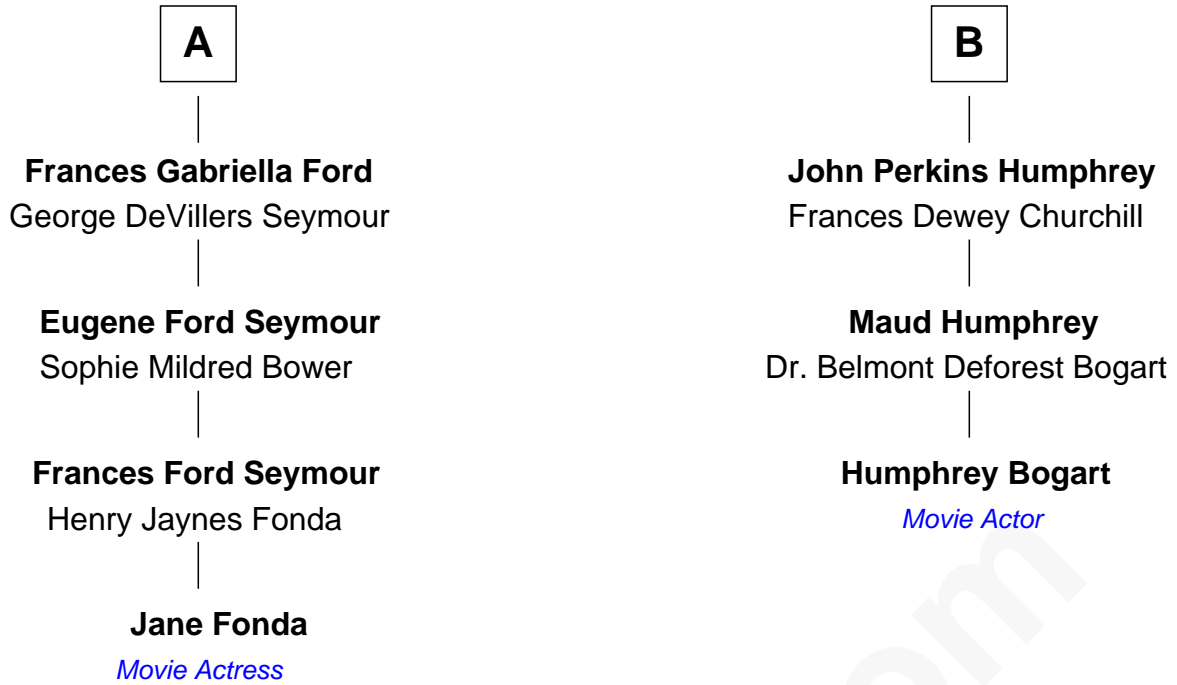 A
Frances Gabriella Ford
George DeVillers Seymour
Eugene Ford Seymour
Sophie Mildred Bower
Frances Ford Seymour
Henry Jaynes Fonda
Jane Fonda
Movie Actress
B
John Perkins Humphrey
Frances Dewey Churchill
Maud Humphrey
Dr. Belmont Deforest Bogart
Humphrey Bogart
Movie Actor
om